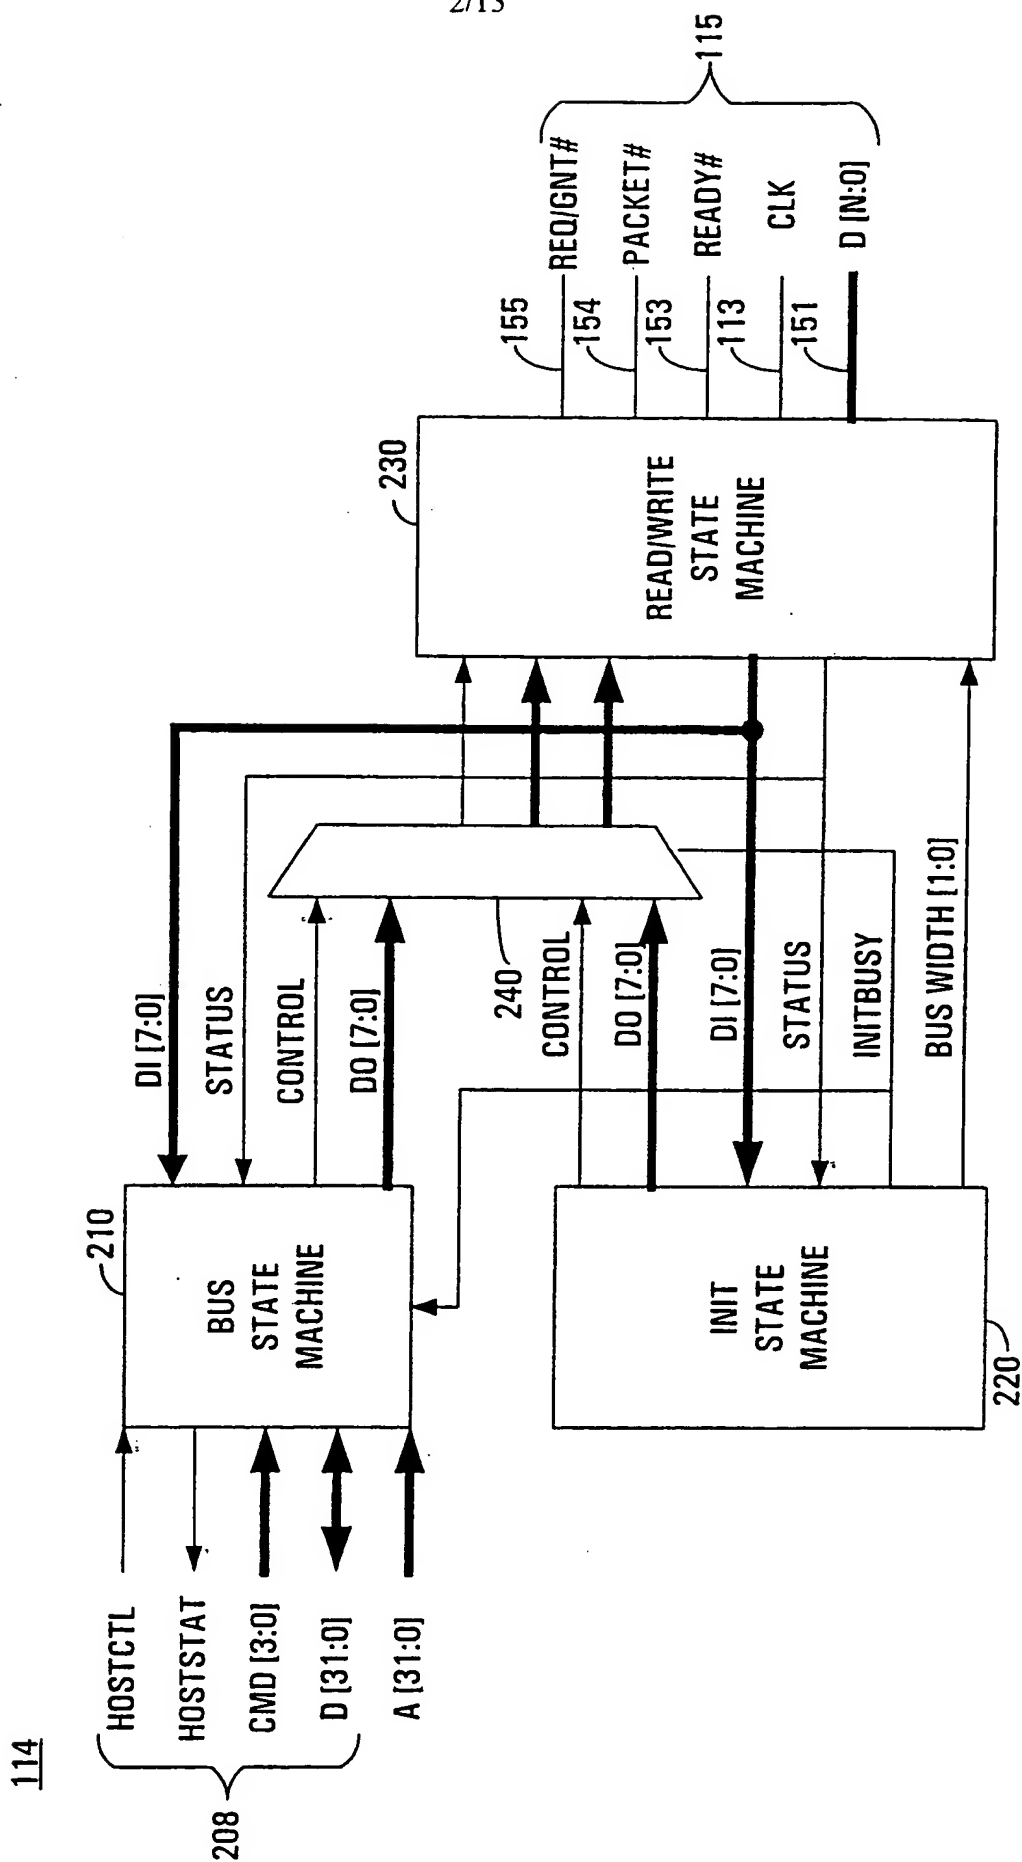 2/13
114
HOSTCTL
HOSTSTAT
CMD [3:0]
D [31:0]
A [31:0]
208
210
BUS
STATE
MACHINE
220
INIT
STATE
MACHINE
DI [7:0]
STATUS
CONTROL
DO [7:0]
240
CONTROL
DO [7:0]
DI [7:0]
STATUS
INITBUSY
BUS WIDTH [1:0]
230
READ/WRITE
STATE
MACHINE
155
154
153
113
151
REQ/GNT#
PACKET#
READY#
CLK
D [N:0]
115